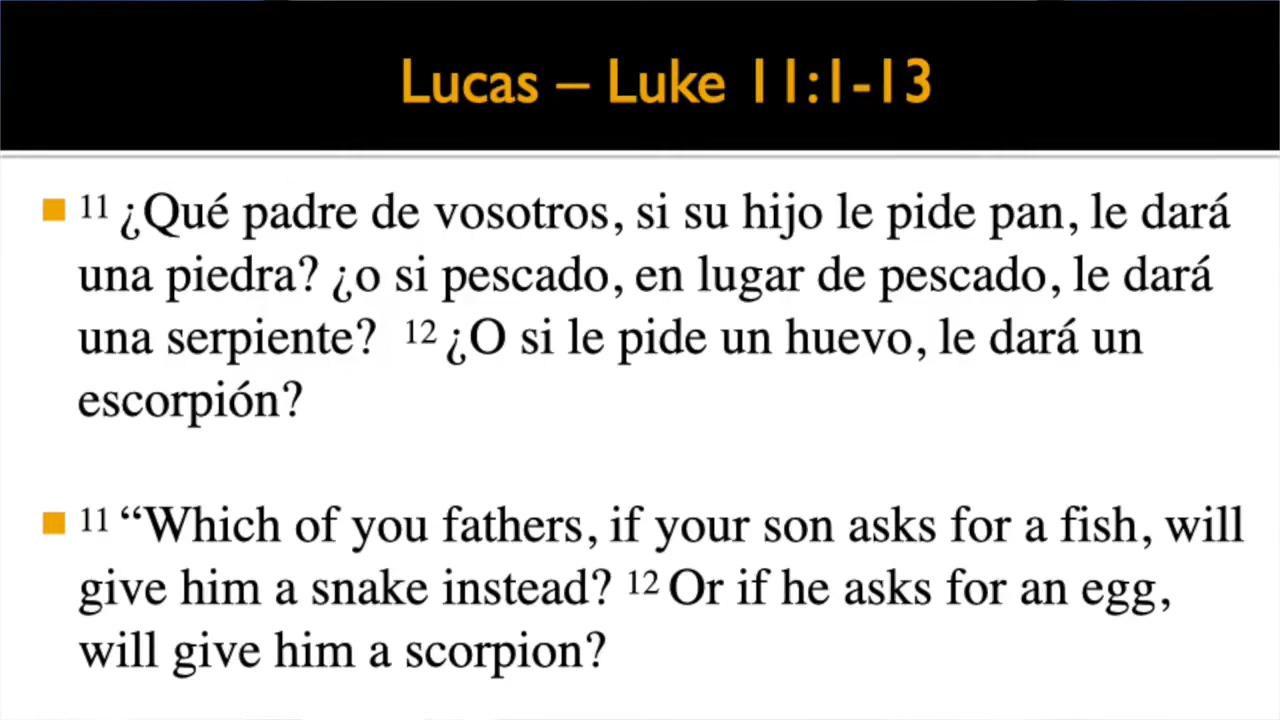 Lucas – Luke 11:1-13
■ 11 ¿Qué padre de vosotros, si su hijo le pide pan, le dará
una piedra? ¿o si pescado, en lugar de pescado, le dará
una serpiente? 12 ¿O si le pide un huevo, le dará un
escorpión?
■ 11 “Which of you fathers, if your son asks for a fish, will
give him a snake instead? 12 Or if he asks for an egg,
will give him a scorpion?